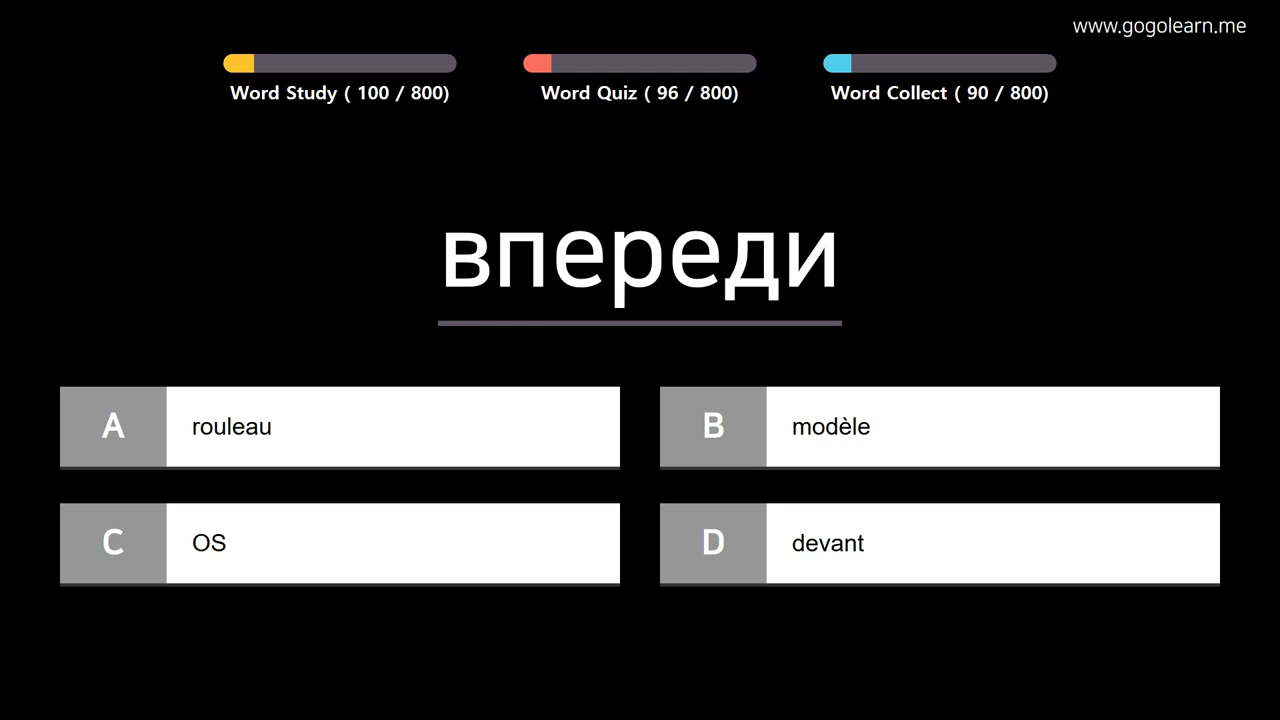 www.gogolearn.me
Word Study ( 100 / 800)
Word Quiz ( 96 / 800)
Word Collect ( 90 / 800)
впереди
A rouleau
B modèle
C OS
D devant